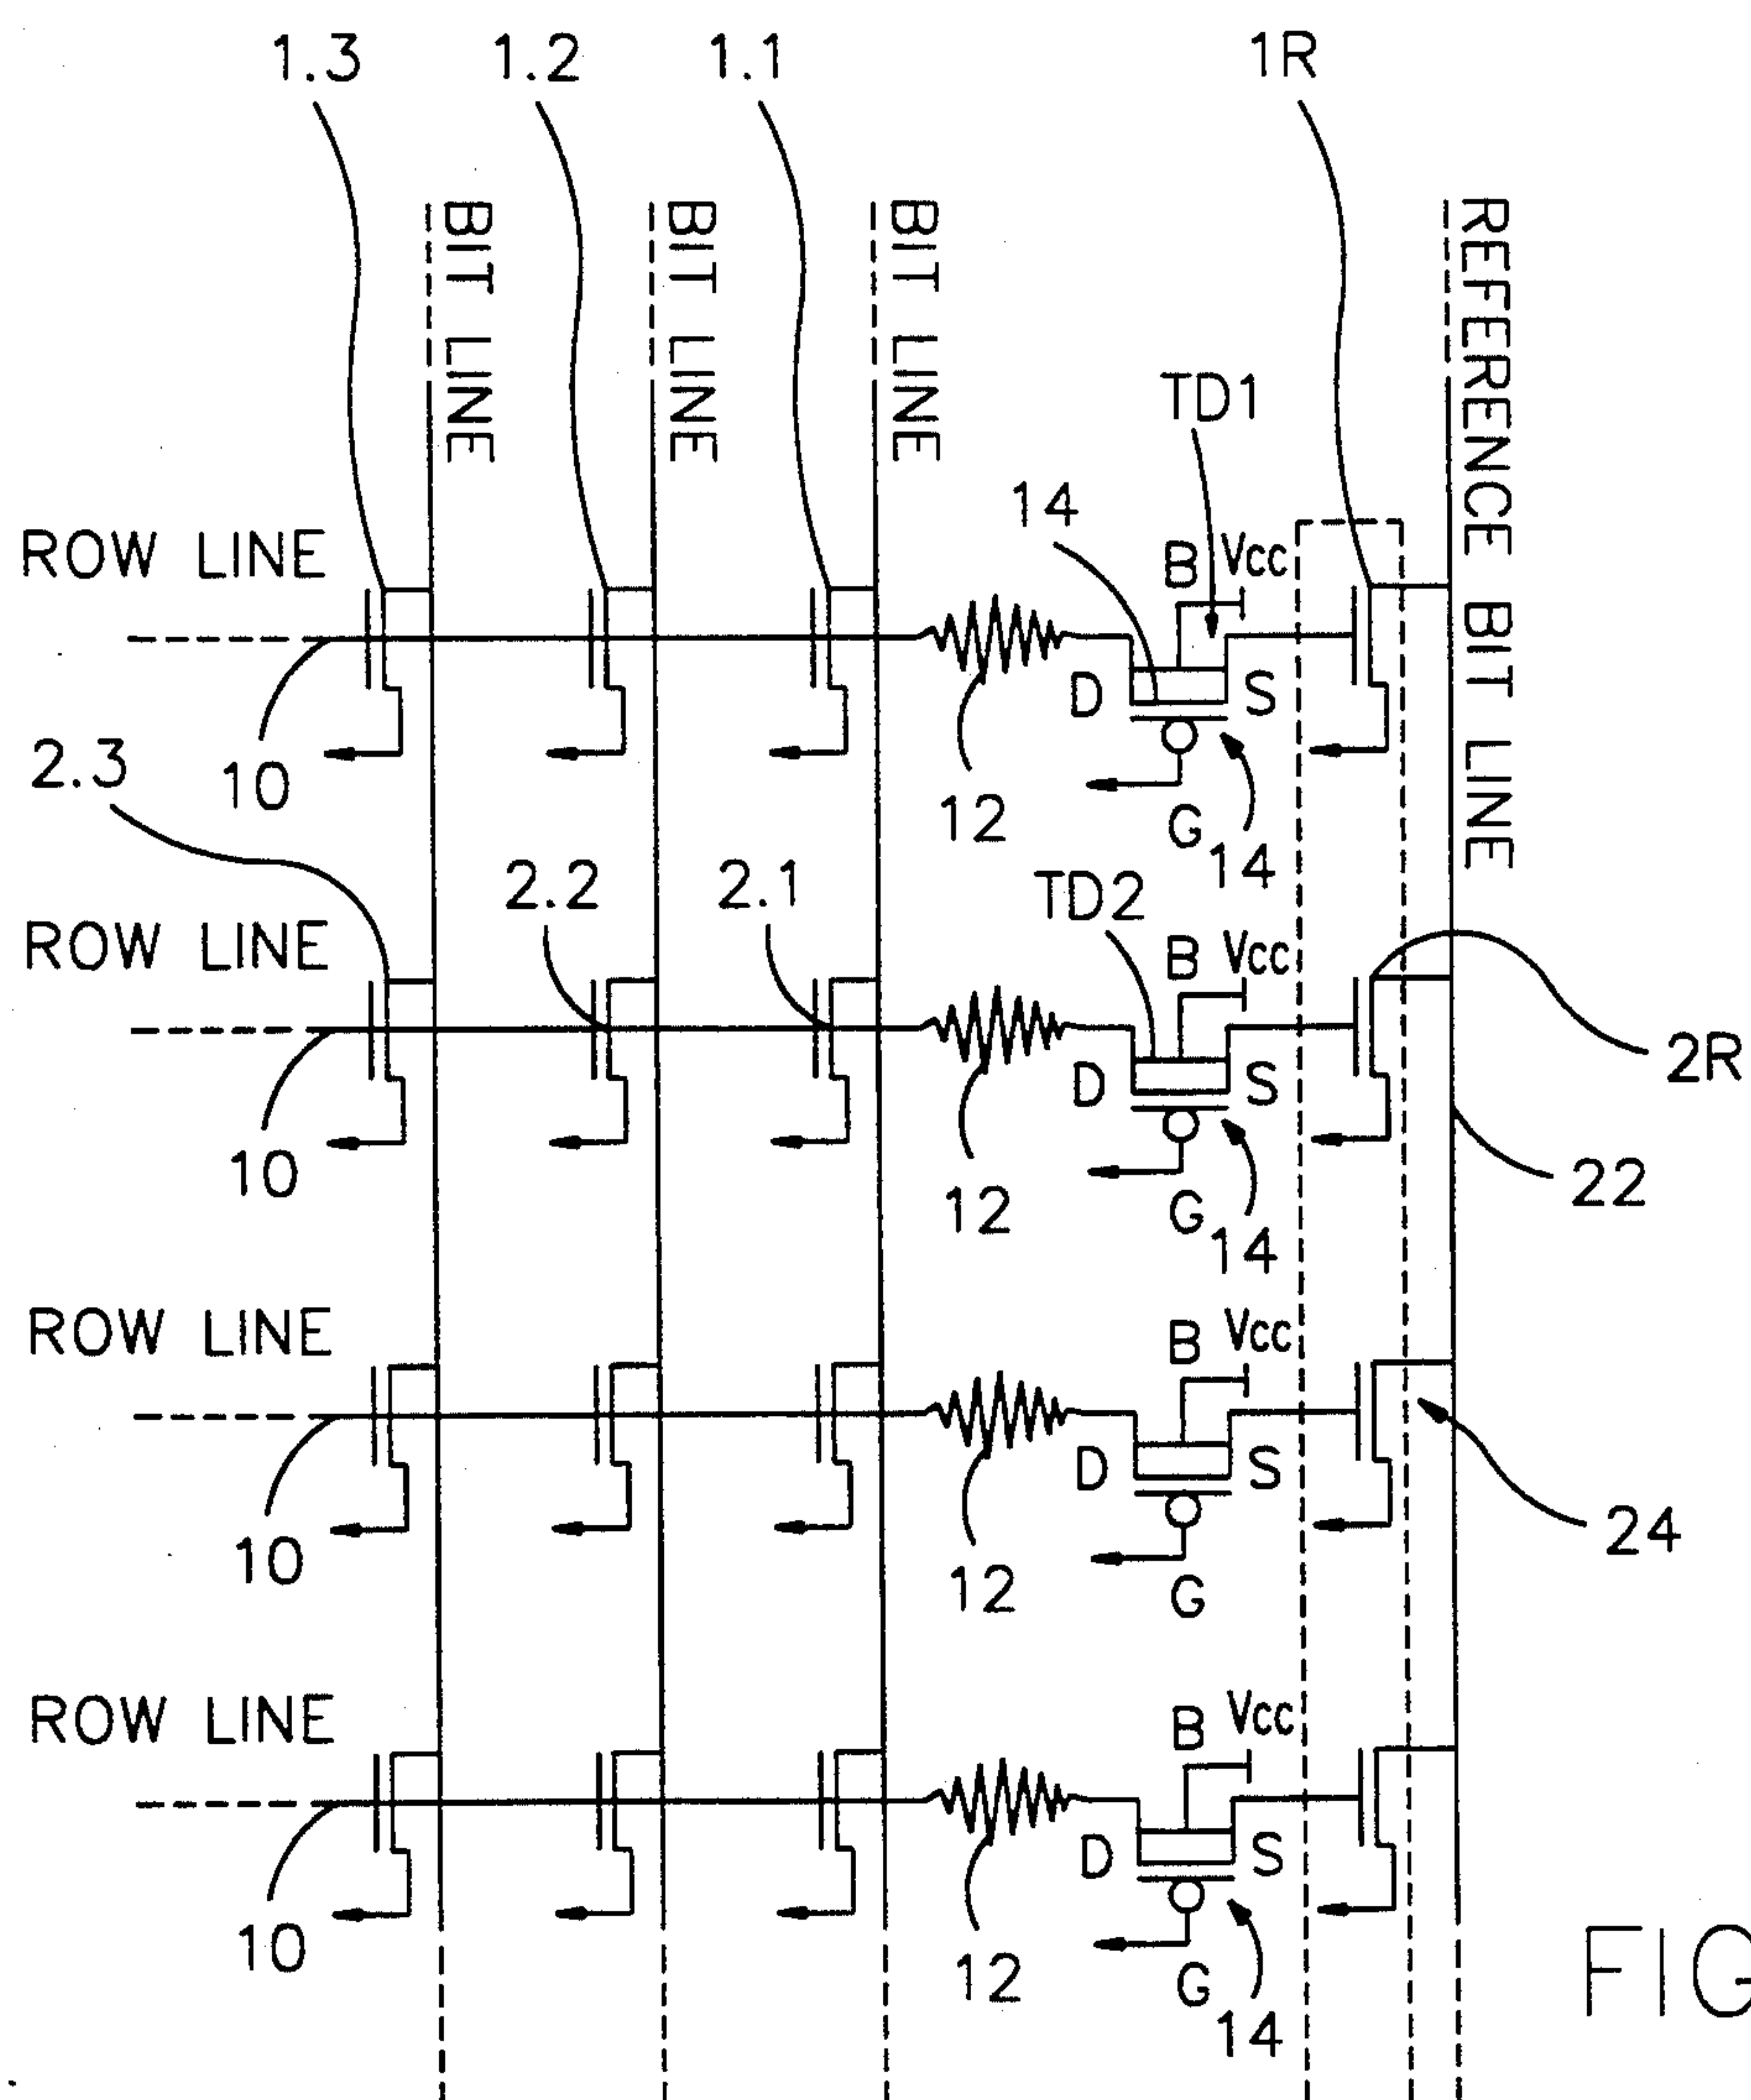 1.3 1.2 1.1 1R
BIT LINE
BIT LINE
BIT LINE
REFERENCE BIT LINE
TD1
14
ROW LINE
B Vcc
D S
10 12 G 14
2.3
2.2 2.1 TD2
ROW LINE
B Vcc
2R
D S
10 12 G 14
22
ROW LINE
B Vcc
D S
10 12 G
24
ROW LINE
B Vcc
D S
10 12 G 14
FIG